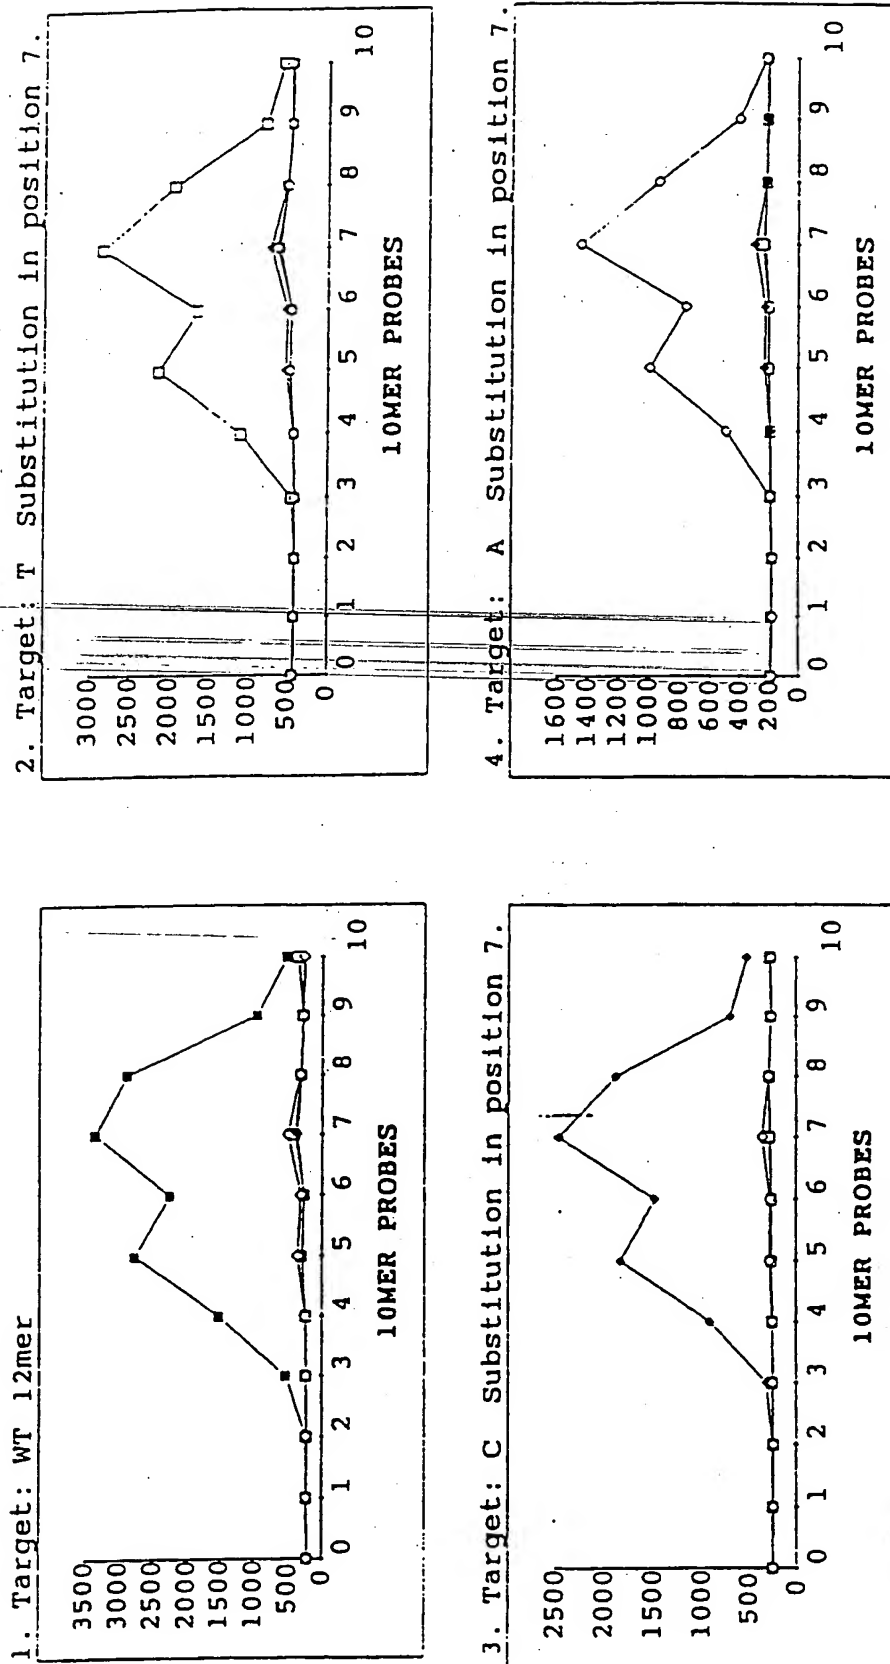 1. Target: WT 12mer
3500
3000
2500
2000
1500
1000
500
0
0 1 2 3 4 5 6 7 8 9 10
10MER PROBES
2. Target: T Substitution in position 7.
3000
2500
2000
1500
1000
500
0
0 1 2 3 4 5 6 7 8 9 10
10MER PROBES
3. Target: C Substitution in position 7.
2500
2000
1500
1000
500
0
0 1 2 3 4 5 6 7 8 9 10
10MER PROBES
4. Target: A Substitution in position 7.
1600
1400
1200
1000
800
600
400
200
0
0 1 2 3 4 5 6 7 8 9 10
10MER PROBES